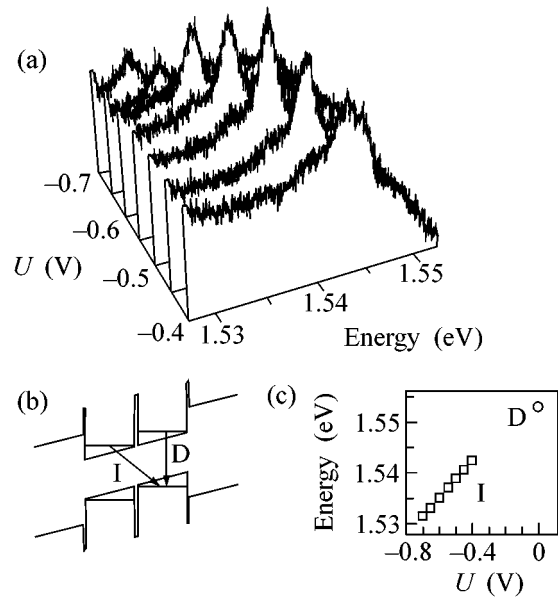 (a)
–0.7
–0.6
–0.5
–0.4
U (V)
1.53
1.54
1.55
Energy (eV)
(b)
I
D
(c)
Energy (eV)
1.55
1.54
1.53
D
I
–0.8
–0.4
0
U (V)